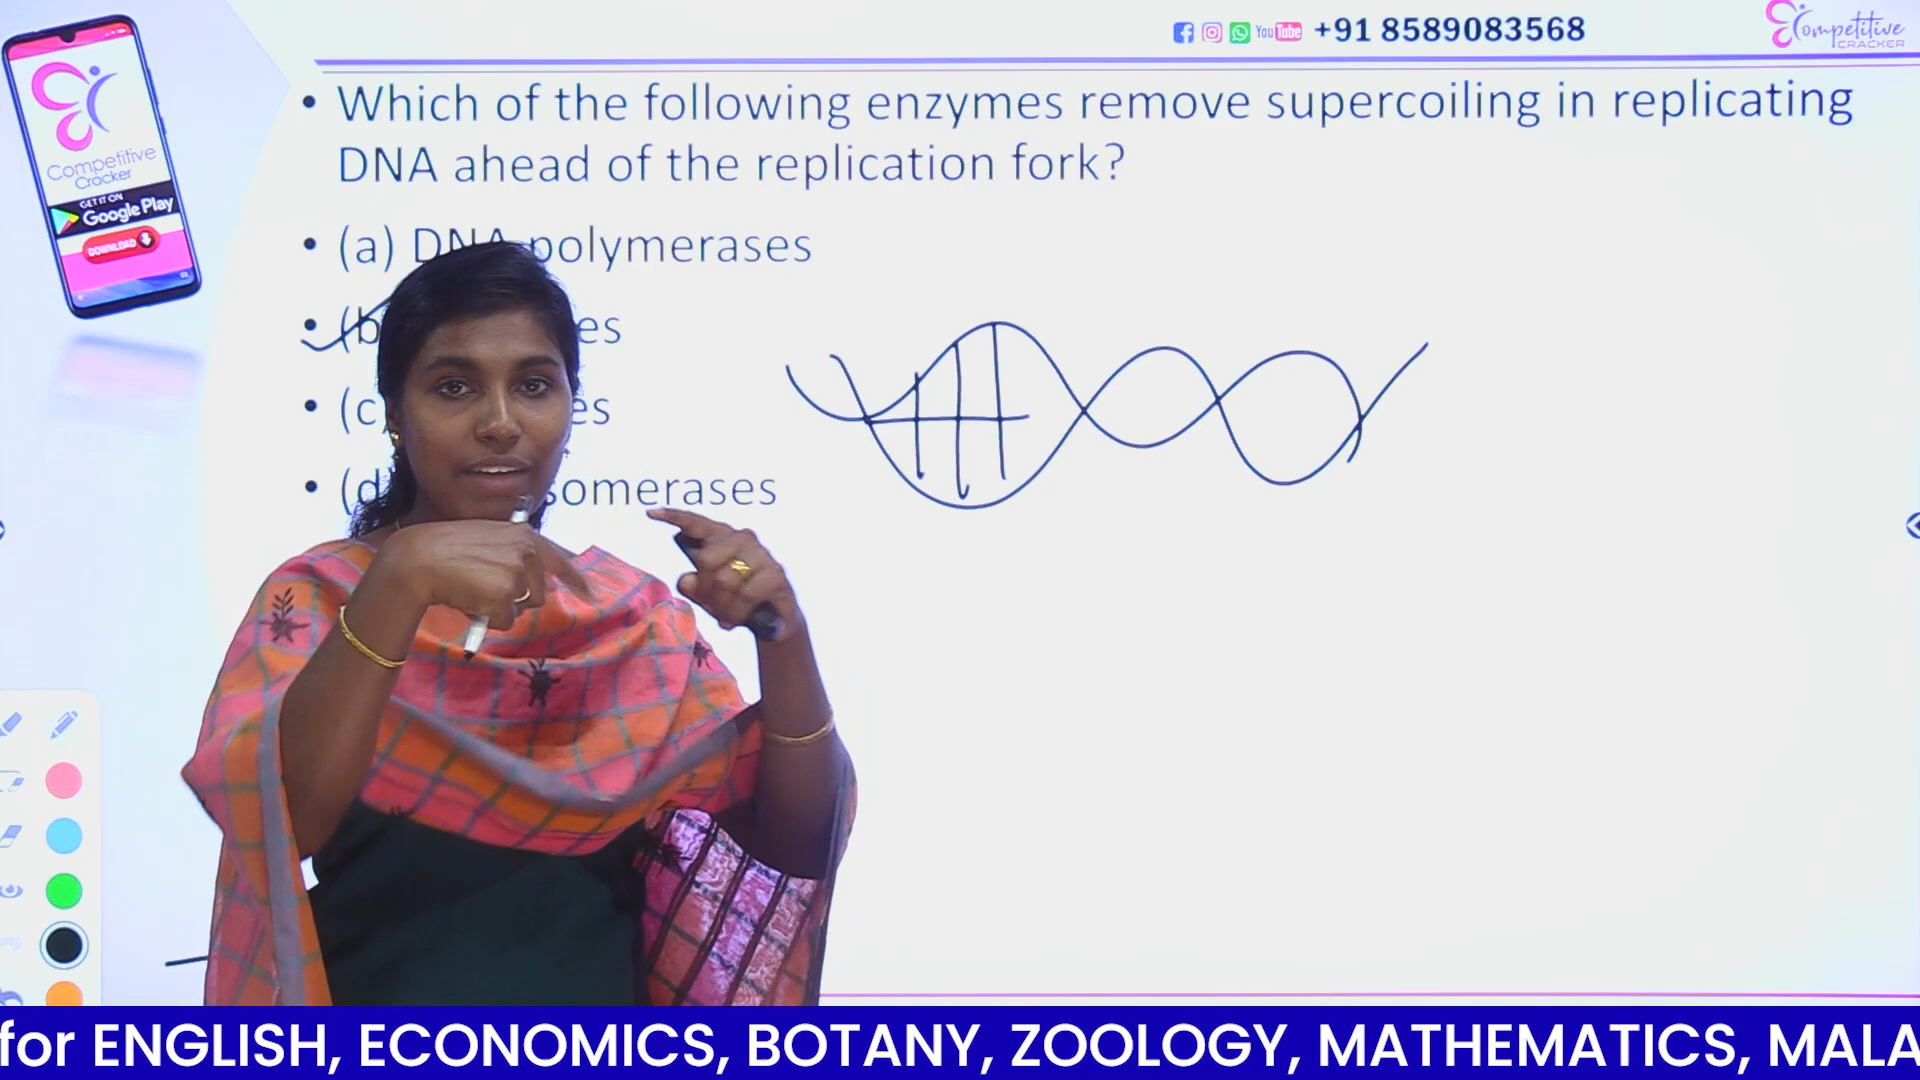 YouTube +91 8589083568
Competitive
CRACKER
• Which of the following enzymes remove supercoiling in replicating
DNA ahead of the replication fork?
Competitive
Cracker
GET IT ON
Google Play
DOWNLOAD
• (a) DNA polymerases
• (b es
• (c) es
• (d somerases
for ENGLISH, ECONOMICS, BOTANY, ZOOLOGY, MATHEMATICS, MALA